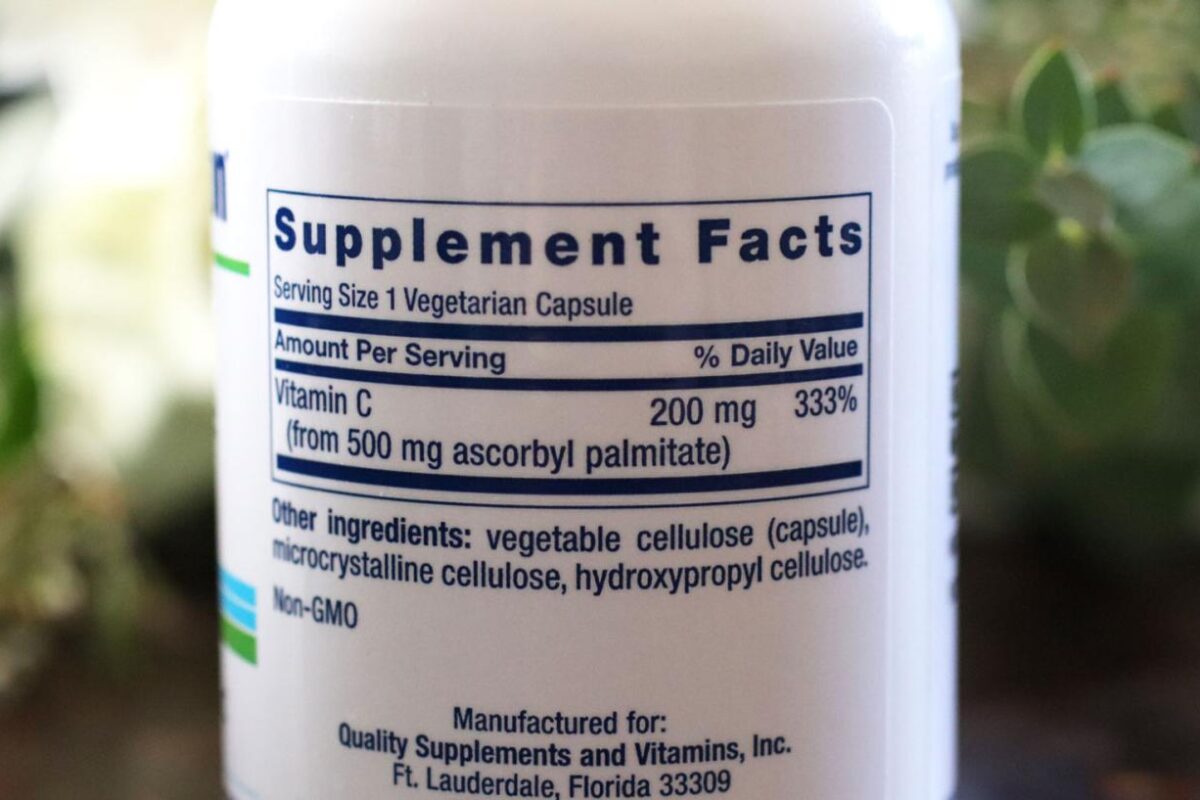 Supplement Facts
Serving Size 1 Vegetarian Capsule
Amount Per Serving % Daily Value
Vitamin C 200 mg 333%
(from 500 mg ascorbyl palmitate)
Other ingredients: vegetable cellulose (capsule),
microcrystalline cellulose, hydroxypropyl cellulose.
Non-GMO
Manufactured for:
Quality Supplements and Vitamins, Inc.
Ft. Lauderdale, Florida 33309